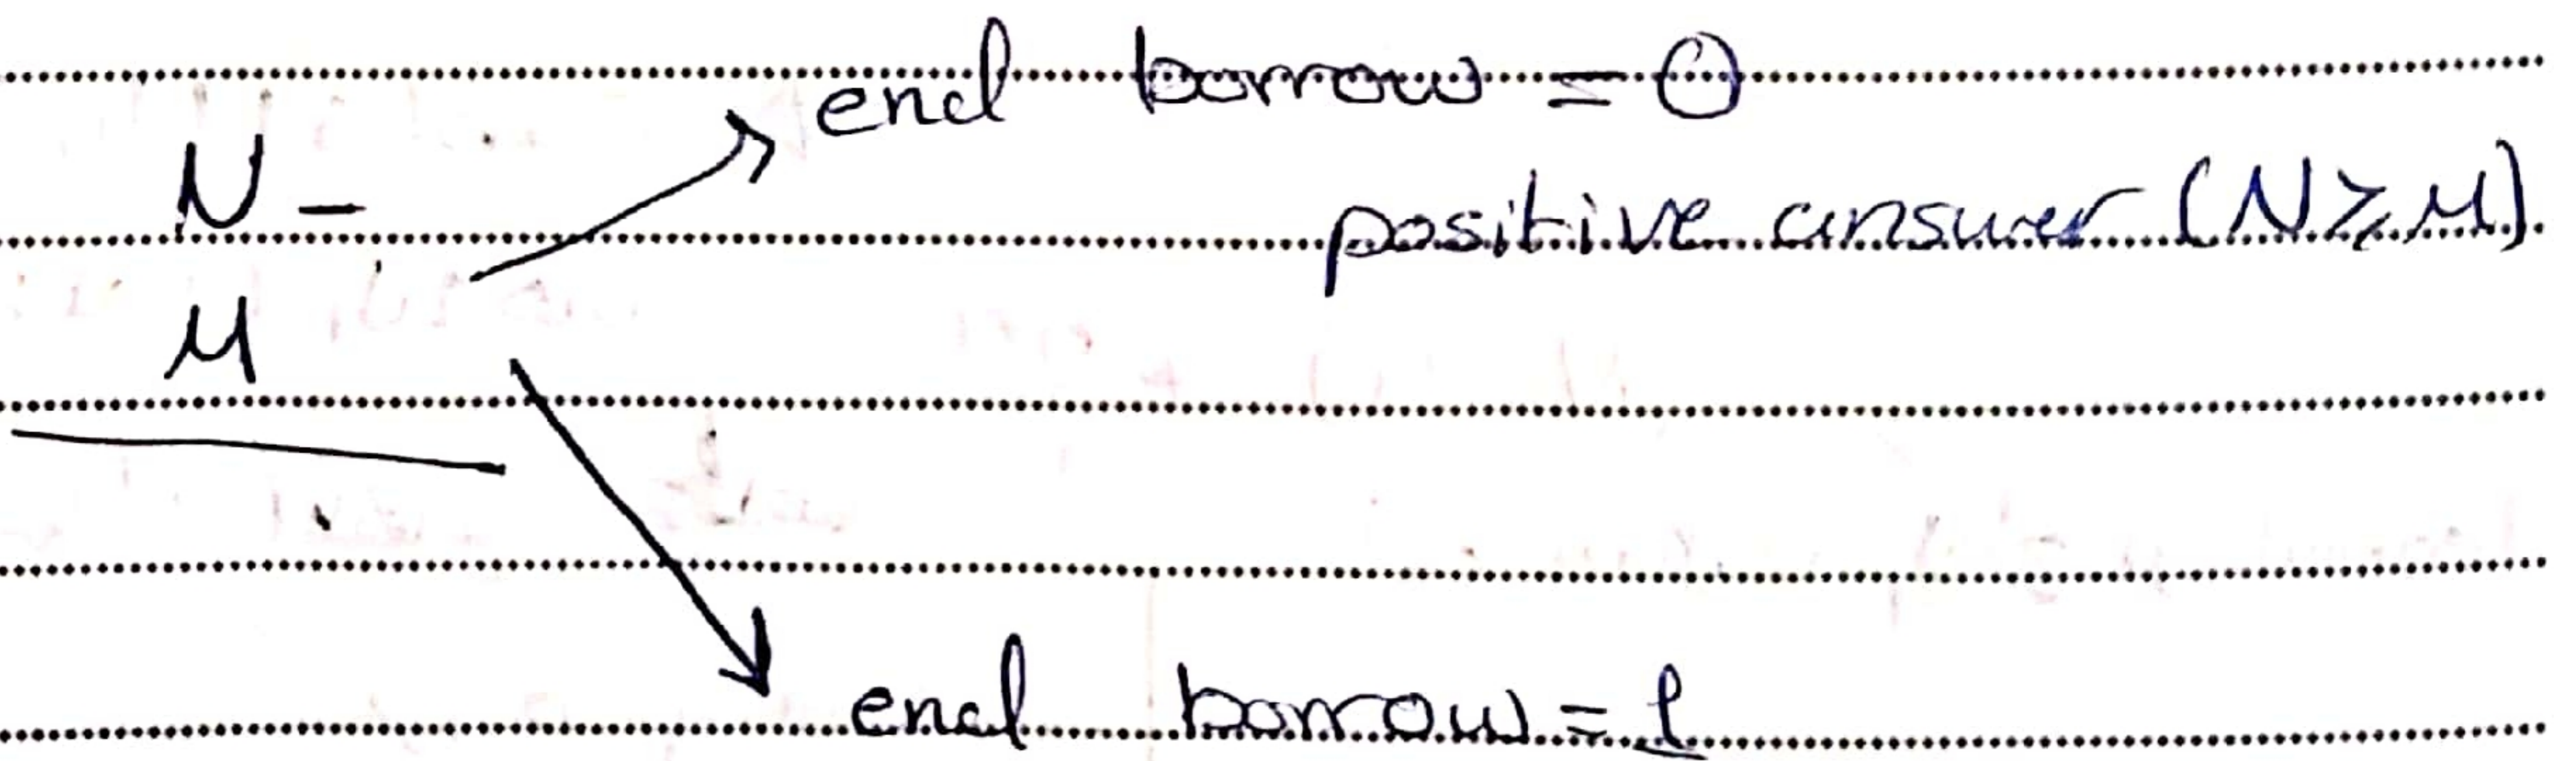 end borrow = 0
N -
positive answer (N ≥ M)
M
end borrow = 1